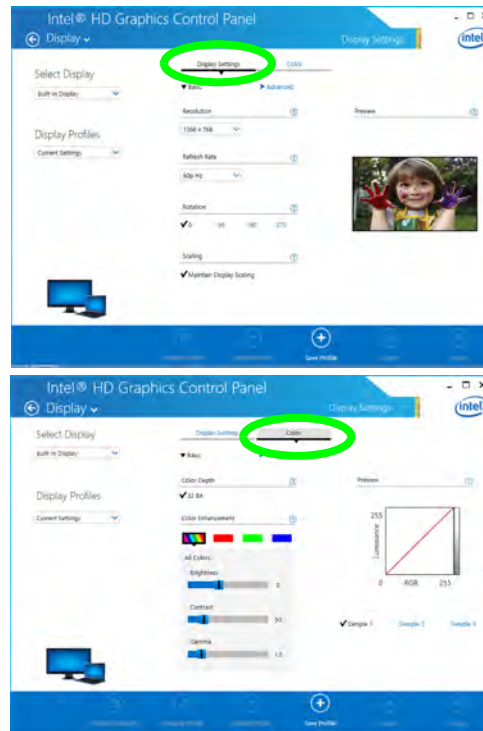 Intel® HD Graphics Control Panel
Display
Display Settings
intel
Select Display
Built-in Display
Display Profiles
Current Settings
Display Settings
Color
Basic
Advanced
Resolution
1366 x 768
Refresh Rate
60p Hz
Rotation
0
90
180
270
Scaling
Maintain Display Scaling
Preview
Save Profile
Intel® HD Graphics Control Panel
Display
Display Settings
intel
Select Display
Built-in Display
Display Profiles
Current Settings
Display Settings
Color
Basic
Color Depth
32 Bit
Color Enhancement
All Colors
Brightness
0
Contrast
50
Gamma
1.0
Preview
255
Luminance
0 -RGB 255
Sample 1
Sample 2
Save Profile